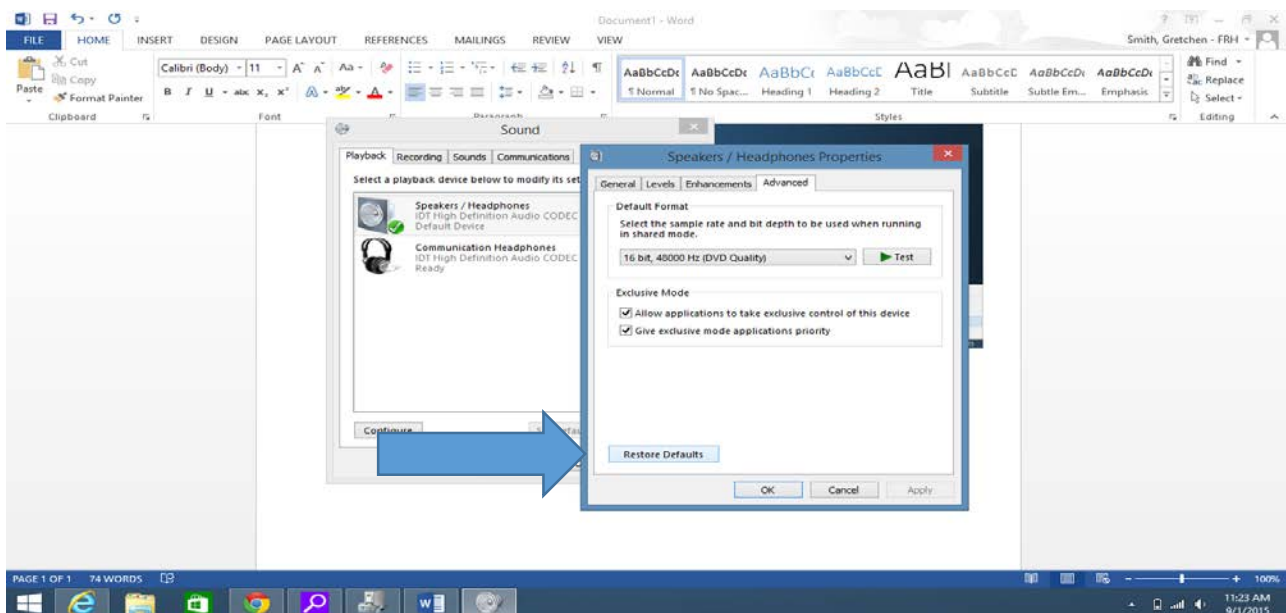 Document1 - Word
FILE HOME INSERT DESIGN PAGE LAYOUT REFERENCES MAILINGS REVIEW VIEW
Smith, Gretchen - FRH
Cut
Copy
Paste
Format Painter
Calibri (Body) 11
AaBbCcDc AaBbCcDc AaBbCc AaBbCcC AaBl AaBbCcC AaBbCcDc AaBbCcDc
¶ Normal ¶ No Spac... Heading 1 Heading 2 Title Subtitle Subtle Em... Emphasis
Find
Replace
Select
Clipboard Font Paragraph Styles Editing
Sound
Playback Recording Sounds Communications
Select a playback device below to modify its
Speakers / Headphones
IDT High Definition Audio CODEC
Default Device
Communication Headphones
IDT High Definition Audio CODEC
Ready
Configure
Speakers / Headphones Properties
General Levels Enhancements Advanced
Default Format
Select the sample rate and bit depth to be used when running
in shared mode.
16 bit, 48000 Hz (DVD Quality)
Test
Exclusive Mode
Allow applications to take exclusive control of this device
Give exclusive mode applications priority
Restore Defaults
OK Cancel Apply
PAGE 1 OF 1 74 WORDS
100%
11:23 AM
9/1/2015